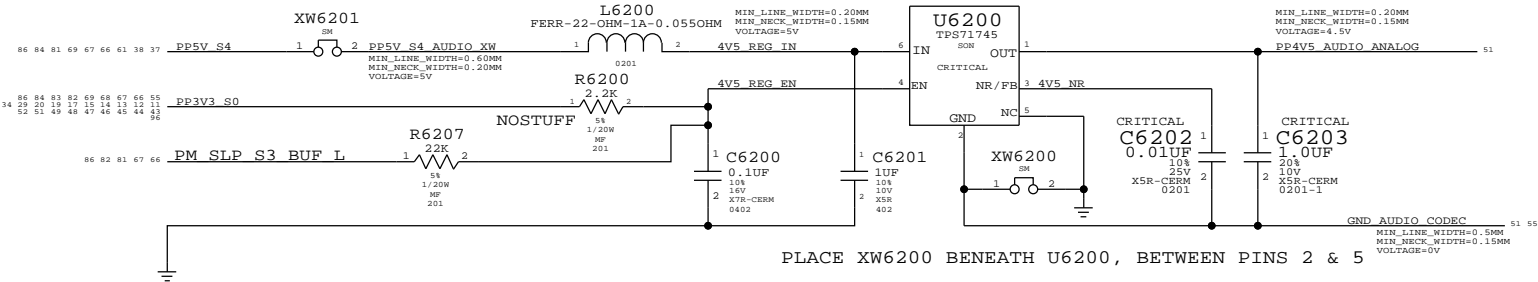 XW6201
SM
86 84 81 69 67 66 61 38 37
PP5V_S4
1
2
PP5V_S4_AUDIO_XW
MIN_LINE_WIDTH=0.60MM
MIN_NECK_WIDTH=0.20MM
VOLTAGE=5V
L6200
FERR-22-OHM-1A-0.055OHM
1
2
0201
MIN_LINE_WIDTH=0.20MM
MIN_NECK_WIDTH=0.15MM
VOLTAGE=5V
4V5_REG_IN
U6200
TPS71745
SON
CRITICAL
6
IN
OUT
1
4
EN
NR/FB
3
4V5_NR
NC
5
GND
2
MIN_LINE_WIDTH=0.20MM
MIN_NECK_WIDTH=0.15MM
VOLTAGE=4.5V
PP4V5_AUDIO_ANALOG
51
4V5_REG_EN
86 84 83 82 69 68 67 66 55
34 29 20 19 17 15 14 13 12 11
52 51 49 48 47 46 45 44 43
96
PP3V3_S0
R6200
2.2K
1
2
NOSTUFF
5%
1/20W
MF
201
86 82 81 67 66
PM_SLP_S3_BUF_L
R6207
22K
1
2
5%
1/20W
MF
201
1
C6200
0.1UF
10%
16V
2
X7R-CERM
0402
1
C6201
1UF
10%
10V
2
X5R
402
XW6200
SM
1
2
CRITICAL
C6202
1
0.01UF
10%
25V
2
X5R-CERM
0201
CRITICAL
1
C6203
1.0UF
20%
10V
2
X5R-CERM
0201-1
GND_AUDIO_CODEC
51 55
MIN_LINE_WIDTH=0.5MM
MIN_NECK_WIDTH=0.15MM
VOLTAGE=0V
PLACE XW6200 BENEATH U6200, BETWEEN PINS 2 & 5